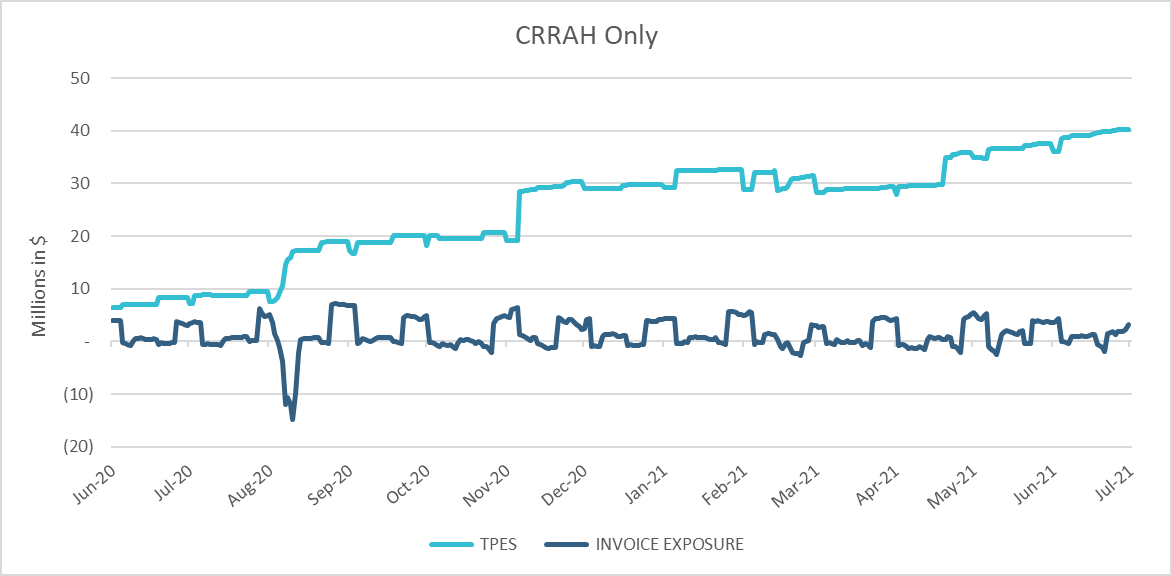 CRRAH Only
Millions in $
50
40
30
20
10
-
(10)
(20)
Jun-20 Jul-20 Aug-20 Sep-20 Oct-20 Nov-20 Dec-20 Jan-21 Feb-21 Mar-21 Apr-21 May-21 Jun-21 Jul-21
TPES INVOICE EXPOSURE